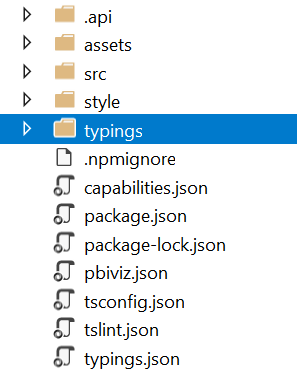 .api
assets
src
style
typings
.npmignore
capabilities.json
package.json
package-lock.json
pbiviz.json
tsconfig.json
tslint.json
typings.json